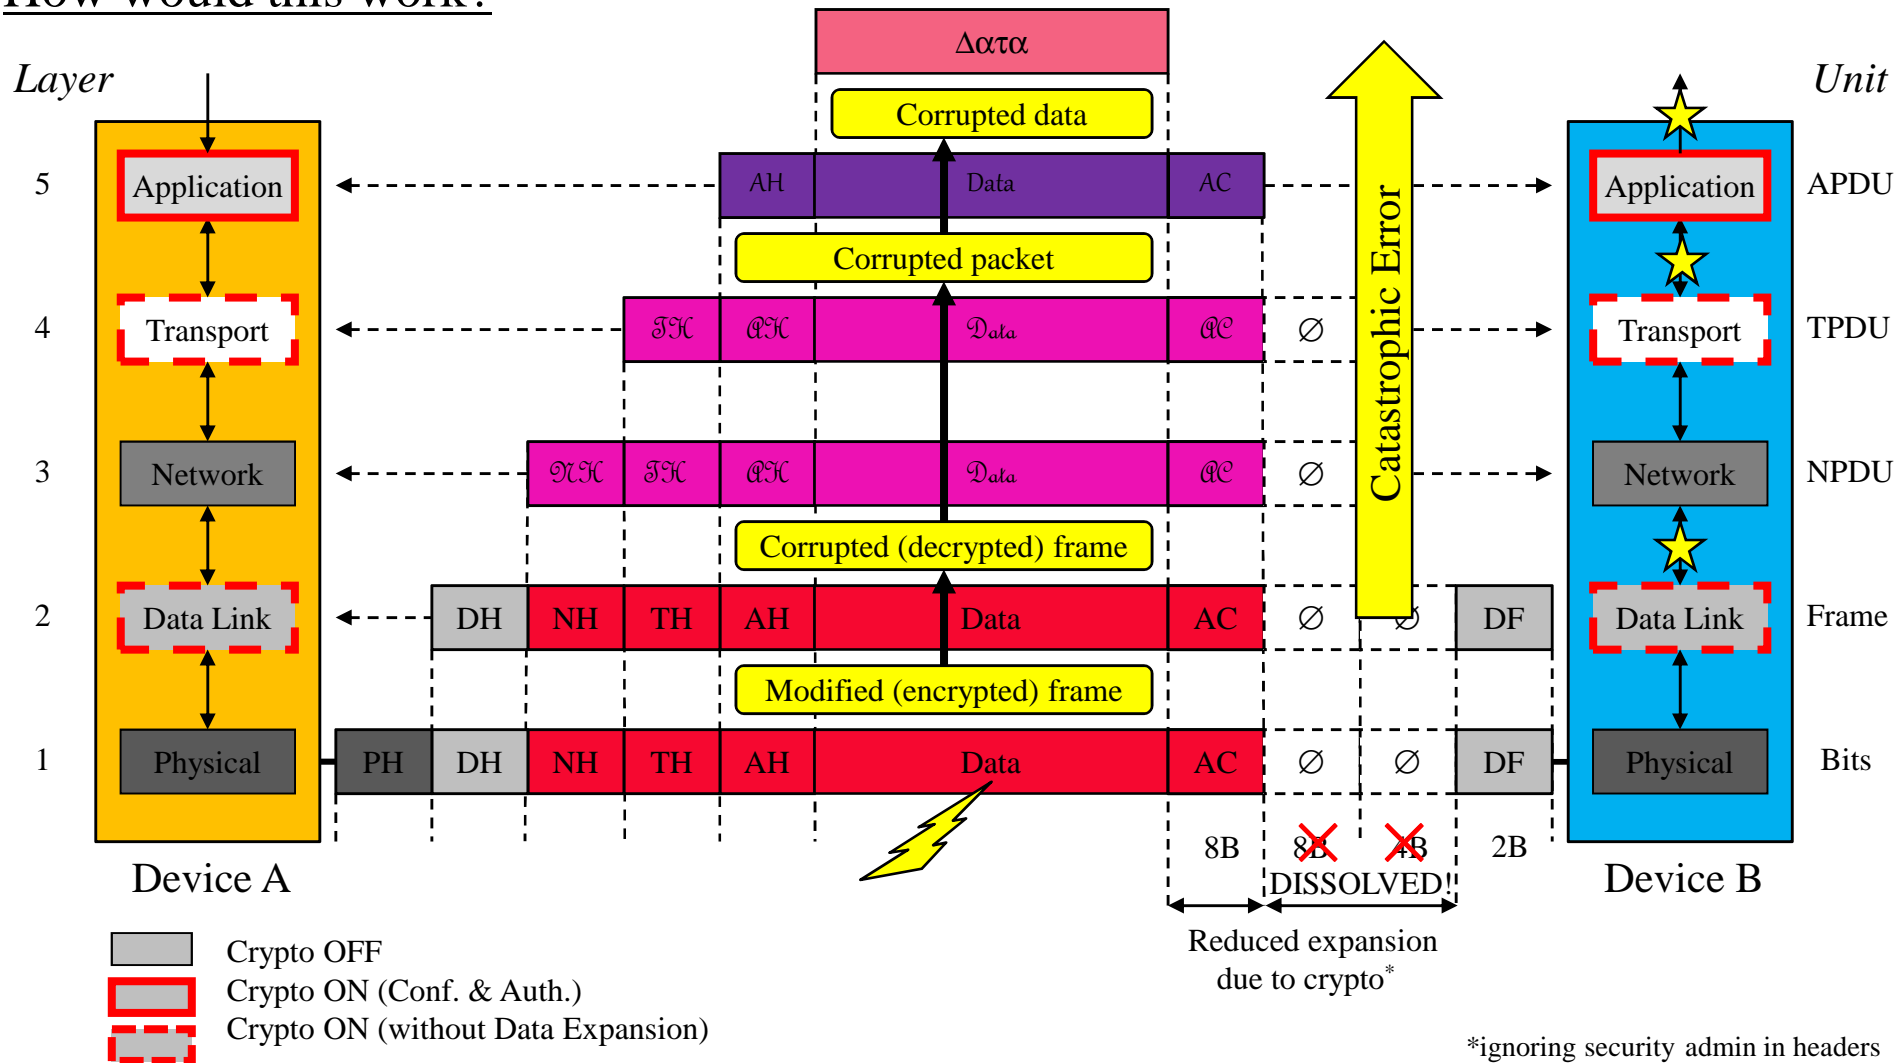 How would this work?
Δατα
Layer
Unit
Corrupted data
5
Application
AH
Data
AC
Application
APDU
Corrupted packet
4
Transport
TH
AH
Data
AC
∅
Transport
TPDU
Catastrophic Error
3
Network
NH
TH
AH
Data
AC
∅
Network
NPDU
Corrupted (decrypted) frame
2
Data Link
DH
NH
TH
AH
Data
AC
∅
∅
DF
Data Link
Frame
Modified (encrypted) frame
1
Physical
PH
DH
NH
TH
AH
Data
AC
∅
∅
DF
Physical
Bits
8B
8B
4B
2B
DISSOLVED!
Device A
Device B
Reduced expansion
due to crypto*
Crypto OFF
Crypto ON (Conf. & Auth.)
Crypto ON (without Data Expansion)
*ignoring security admin in headers